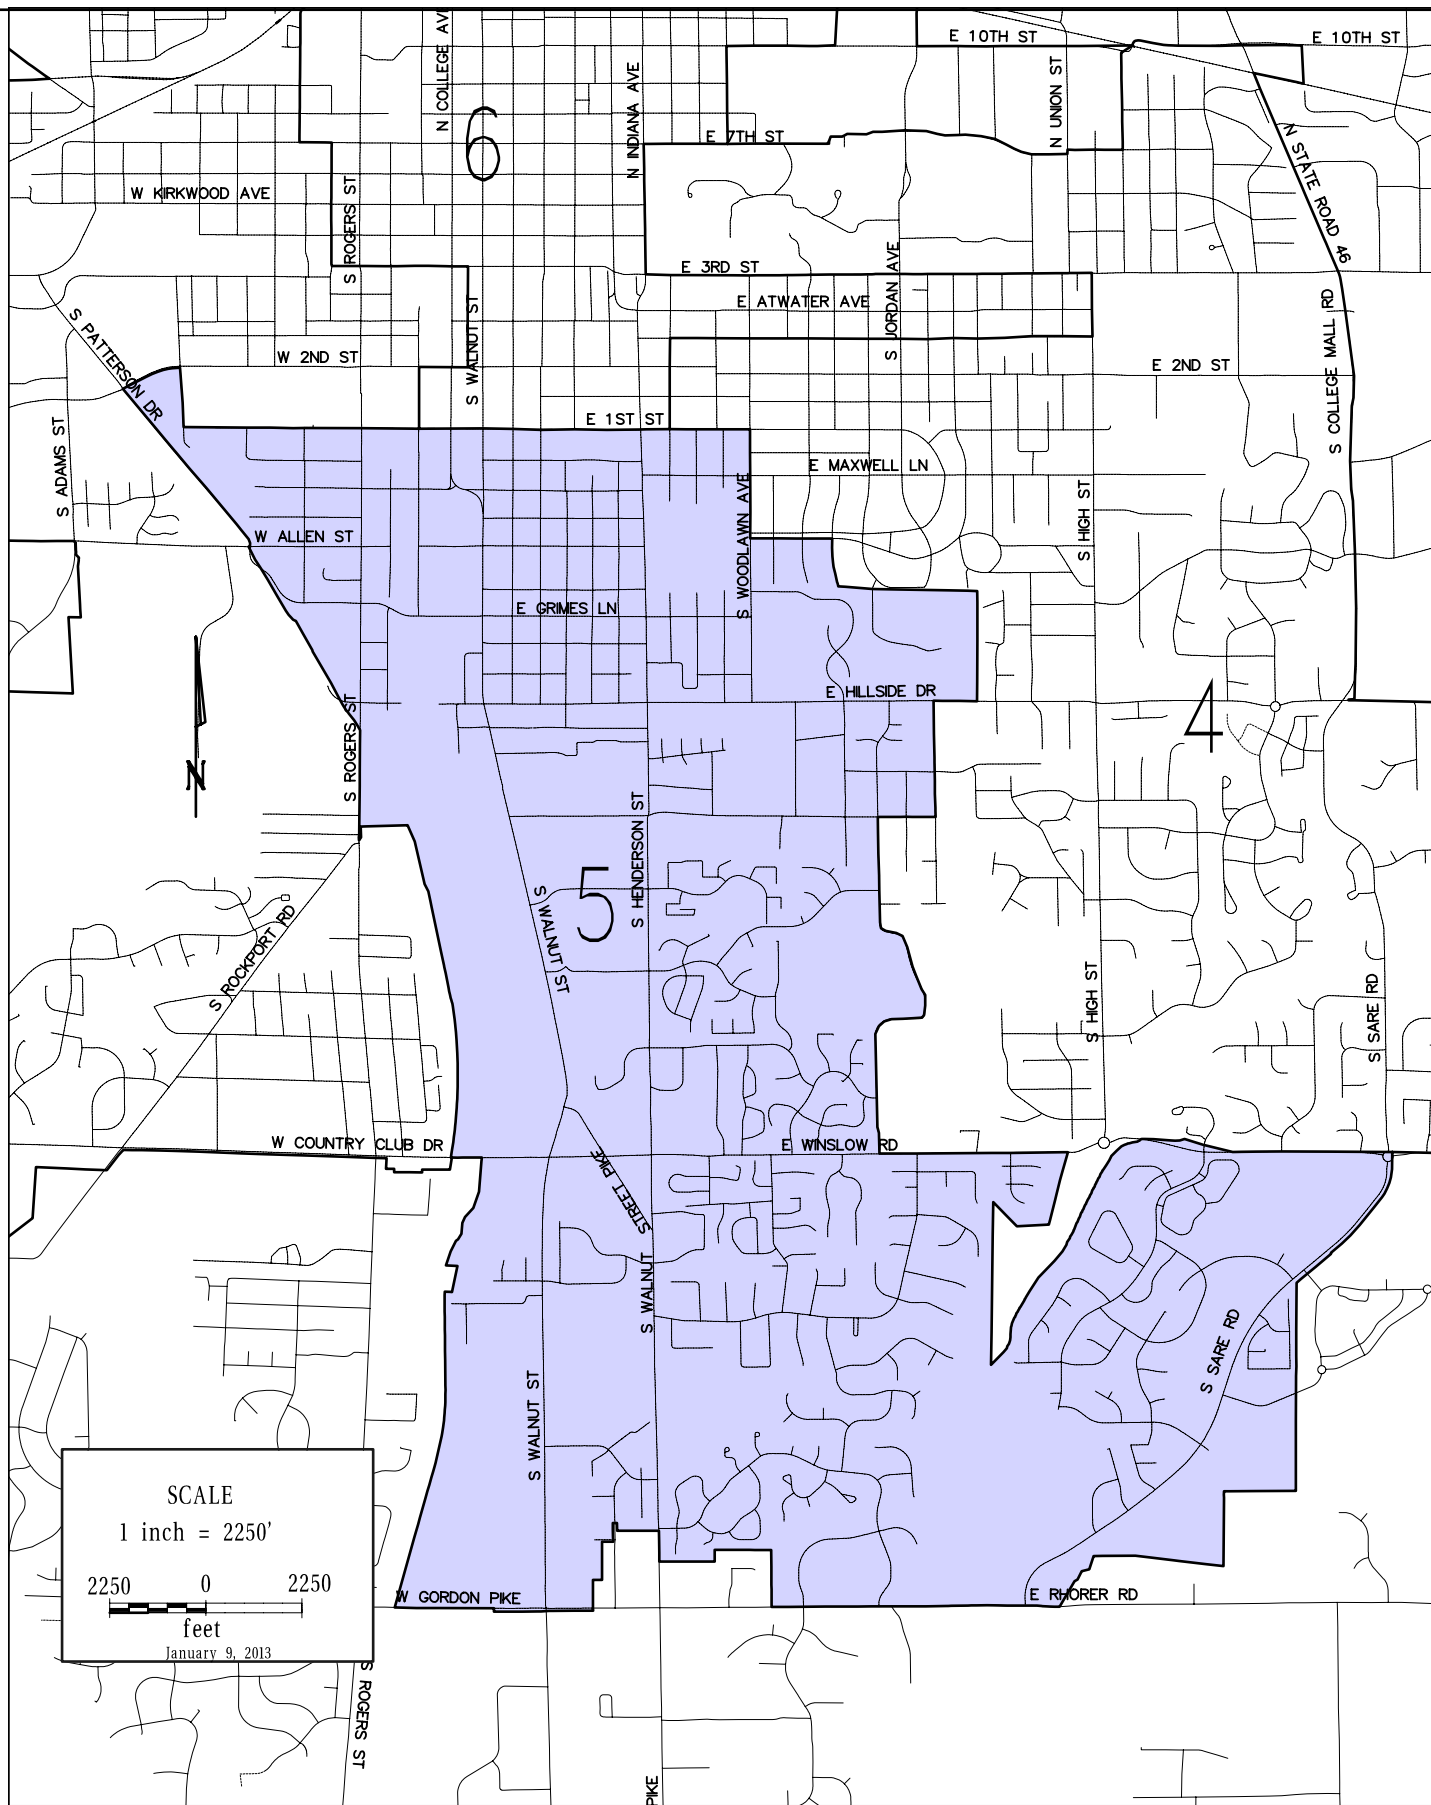 E 10TH ST
E 10TH ST
N COLLEGE AVE
N INDIANA AVE
N UNION ST
6
E 7TH ST
N STATE ROAD 46
W KIRKWOOD AVE
S ROGERS ST
E 3RD ST
S JORDAN AVE
E ATWATER AVE
S WALNUT ST
S COLLEGE MALL RD
S PATTERSON DR
W 2ND ST
E 2ND ST
E 1ST ST
S ADAMS ST
E MAXWELL LN
S WOODLAWN AVE
S HIGH ST
W ALLEN ST
E GRIMES LN
E HILLSIDE DR
4
S ROGERS ST
N
S HENDERSON ST
5
S WALNUT ST
S ROCKPORT RD
S HIGH ST
S SARE RD
W COUNTRY CLUB DR
E WINSLOW RD
S WALNUT STREET PIKE
S SARE RD
S WALNUT ST
SCALE
1 inch = 2250'
2250 0 2250
feet
January 9, 2013
W GORDON PIKE
E RHORER RD
S ROGERS ST
PIKE